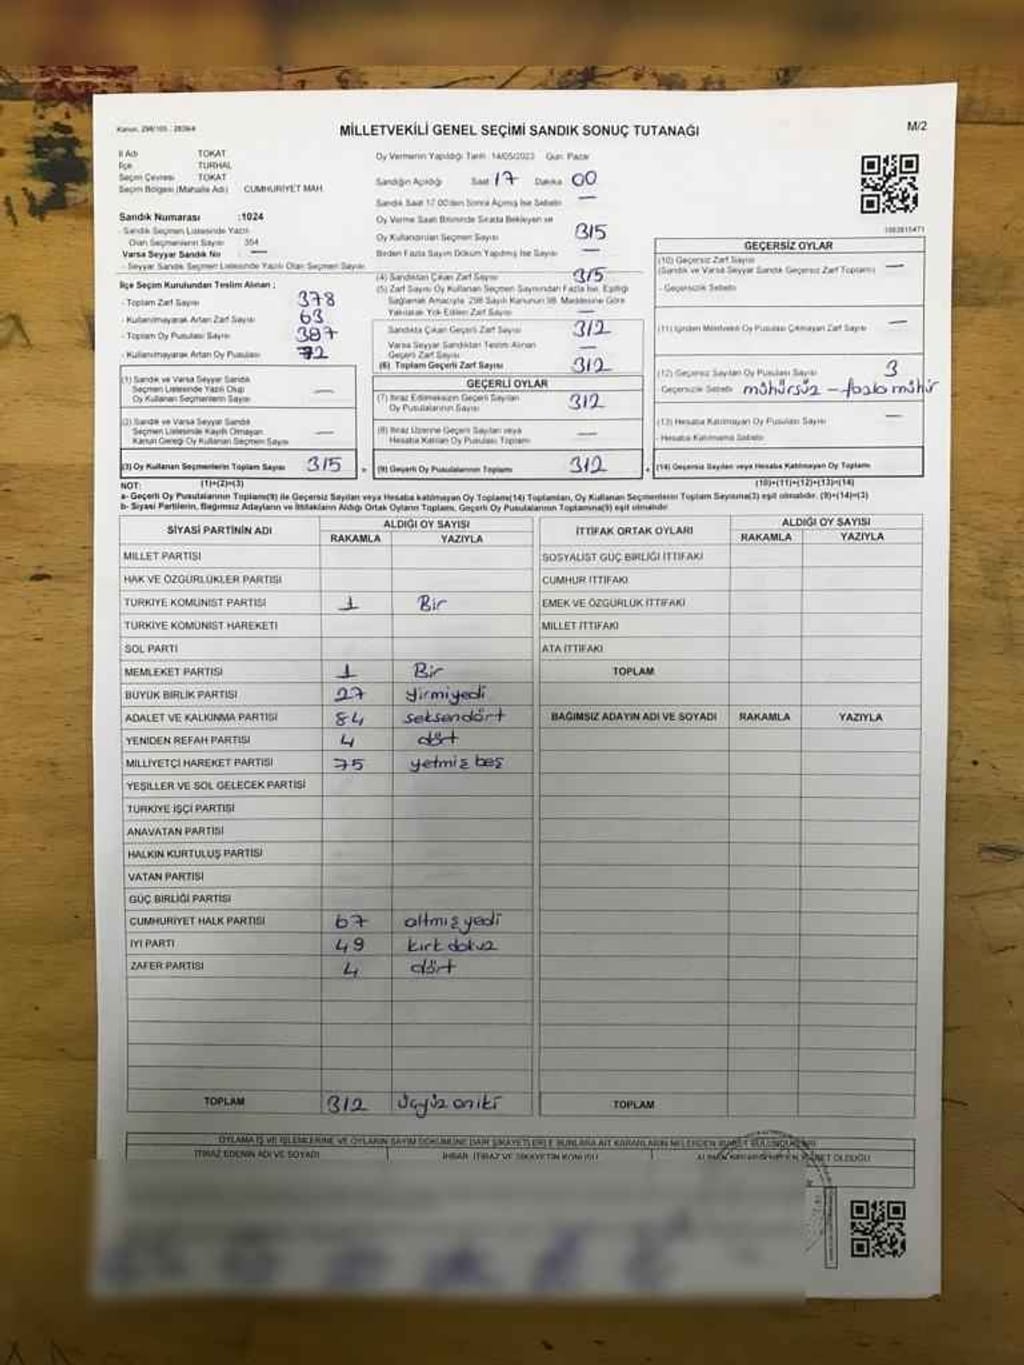 Kanun: 298/105 - 2839/4
MİLLETVEKİLİ GENEL SEÇİMİ SANDIK SONUÇ TUTANAĞI
M/2
İl Adı TOKAT
İlçe TURHAL
Seçim Çevresi TOKAT
Seçim Bölgesi (Mahalle Adı) CUMHURİYET MAH.
Sandık Numarası :1024
- Sandık Seçmen Listesinde Yazılı
Olan Seçmenlerin Sayısı 354
Varsa Seyyar Sandık No —
- Seyyar Sandık Seçmen Listesinde Yazılı Olan Seçmen Sayısı
İlçe Seçim Kurulundan Teslim Alınan ;
- Toplam Zarf Sayısı 378
- Kullanılmayarak Artan Zarf Sayısı 63
- Toplam Oy Pusulası Sayısı 387
- Kullanılmayarak Artan Oy Pusulası 72
(1) Sandık ve Varsa Seyyar Sandık
Seçmen Listesinde Yazılı Olup
Oy Kullanan Seçmenlerin Sayısı —
(2) Sandık ve Varsa Seyyar Sandık
Seçmen Listesinde Kayıtlı Olmayan
Kanun Gereği Oy Kullanan Seçmen Sayısı —
(3) Oy Kullanan Seçmenlerin Toplam Sayısı 315
(1)+(2)=(3)
Oy Vermenin Yapıldığı Tarih 14/05/2023 Gün Pazar
Sandığın Açıldığı Saat 17 Dakika 00
Sandık Saat 17.00'den Sonra Açılmış İse Sebebi —
Oy Verme Saati Bitiminde Sırada Bekleyen ve
Oy Kullandırılan Seçmen Sayısı 315
Birden Fazla Sayım Döküm Yapılmış İse Sayısı —
(4) Sandıktan Çıkan Zarf Sayısı 315
(5) Zarf Sayısı Oy Kullanan Seçmen Sayısından Fazla İse, Eşitliği
Sağlamak Amacıyla 298 Sayılı Kanunun 98. Maddesine Göre
Yakılarak Yok Edilen Zarf Sayısı —
Sandıkta Çıkan Geçerli Zarf Sayısı 312
Varsa Seyyar Sandıktan Teslim Alınan
Geçerli Zarf Sayısı —
(6) Toplam Geçerli Zarf Sayısı 312
GEÇERLİ OYLAR
(7) İtiraz Edilmeksizin Geçerli Sayılan
Oy Pusulalarının Sayısı 312
(8) İtiraz Üzerine Geçerli Sayılan veya
Hesaba Katılan Oy Pusulası Toplamı —
(9) Geçerli Oy Pusulalarının Toplamı 312
GEÇERSİZ OYLAR
(10) Geçersiz Zarf Sayısı —
(Sandık ve Varsa Seyyar Sandık Geçersiz Zarf Toplamı)
- Geçersizlik Sebebi
(11) İçinden Milletvekili Oy Pusulası Çıkmayan Zarf Sayısı —
(12) Geçersiz Sayılan Oy Pusulası Sayısı 3
Geçersizlik Sebebi mühürsüz - fazla mühür
(13) Hesaba Katılmayan Oy Pusulası Sayısı
- Hesaba Katılmama Sebebi
(14) Geçersiz Sayılan veya Hesaba Katılmayan Oy Toplamı
(10)+(11)+(12)+(13)=(14)
NOT:
a- Geçerli Oy Pusulalarının Toplamı(9) ile Geçersiz Sayılan veya Hesaba katılmayan Oy Toplamı(14) Toplamları, Oy Kullanan Seçmenlerin Toplam Sayısına(3) eşit olmalıdır. (9)+(14)=(3)
b- Siyasi Partilerin, Bağımsız Adayların ve İttifakların Aldığı Ortak Oyların Toplamı, Geçerli Oy Pusulalarının Toplamına(9) eşit olmalıdır.
SİYASİ PARTİNİN ADI ALDIĞI OY SAYISI
RAKAMLA YAZIYLA
MİLLET PARTİSİ
HAK VE ÖZGÜRLÜKLER PARTİSİ
TÜRKİYE KOMÜNİST PARTİSİ 1 Bir
TÜRKİYE KOMÜNİST HAREKETİ
SOL PARTİ
MEMLEKET PARTİSİ 1 Bir
BÜYÜK BİRLİK PARTİSİ 27 yirmiyedi
ADALET VE KALKINMA PARTİSİ 84 seksendört
YENİDEN REFAH PARTİSİ 4 dört
MİLLİYETÇİ HAREKET PARTİSİ 75 yetmiş beş
YEŞİLLER VE SOL GELECEK PARTİSİ
TÜRKİYE İŞÇİ PARTİSİ
ANAVATAN PARTİSİ
HALKIN KURTULUŞ PARTİSİ
VATAN PARTİSİ
GÜÇ BİRLİĞİ PARTİSİ
CUMHURİYET HALK PARTİSİ 67 altmış yedi
İYİ PARTİ 49 kırk dokuz
ZAFER PARTİSİ 4 dört
TOPLAM 312 üçyüz oniki
İTTİFAK ORTAK OYLARI ALDIĞI OY SAYISI
RAKAMLA YAZIYLA
SOSYALİST GÜÇ BİRLİĞİ İTTİFAKI
CUMHUR İTTİFAKI
EMEK VE ÖZGÜRLÜK İTTİFAKI
MİLLET İTTİFAKI
ATA İTTİFAKI
TOPLAM
BAĞIMSIZ ADAYIN ADI VE SOYADI RAKAMLA YAZIYLA
TOPLAM
OYLAMA İŞ VE İŞLEMLERİNE VE OYLARIN SAYIM DÖKÜMÜNE DAİR ŞİKAYETLERLE BUNLARA AİT KARARLARIN NELERDEN İBARET BULUNDUKLARI
İTİRAZ EDENİN ADI VE SOYADI İHBAR, İTİRAZ VE ŞİKAYETİN KONUSU